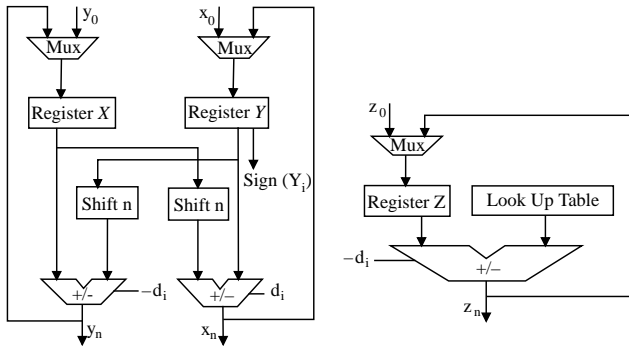 y0 x0
Mux Mux
Register X Register Y
Sign (Yi)
Shift n Shift n
+/- −di +/− di
yn xn
z0
Mux
Register Z Look Up Table
−di +/−
zn